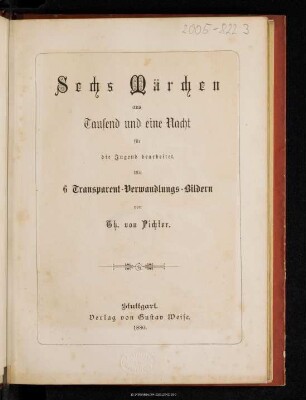 2005-822 3
Sechs Märchen
aus
Tausend und eine Nacht
für
die Jugend bearbeitet
mit
6 Transparent-Verwandlungs-Bildern
von
Th. von Pichler.
Stuttgart.
Verlag von Gustav Weise.